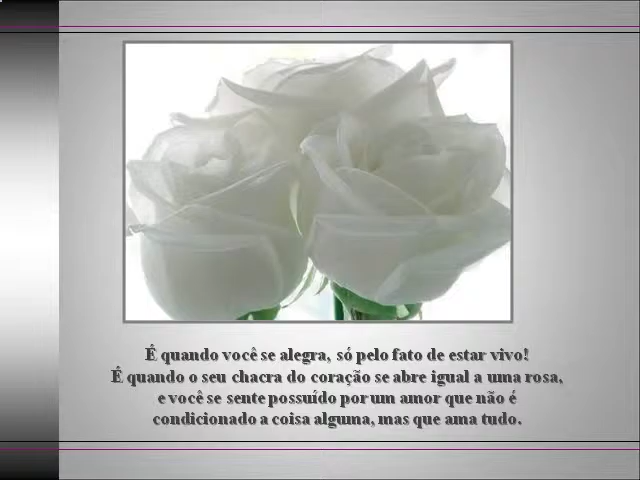 É quando você se alegra, só pelo fato de estar vivo!
É quando o seu chacra do coração se abre igual a uma rosa,
e você se sente possuído por um amor que não é
condicionado a coisa alguma, mas que ama tudo.